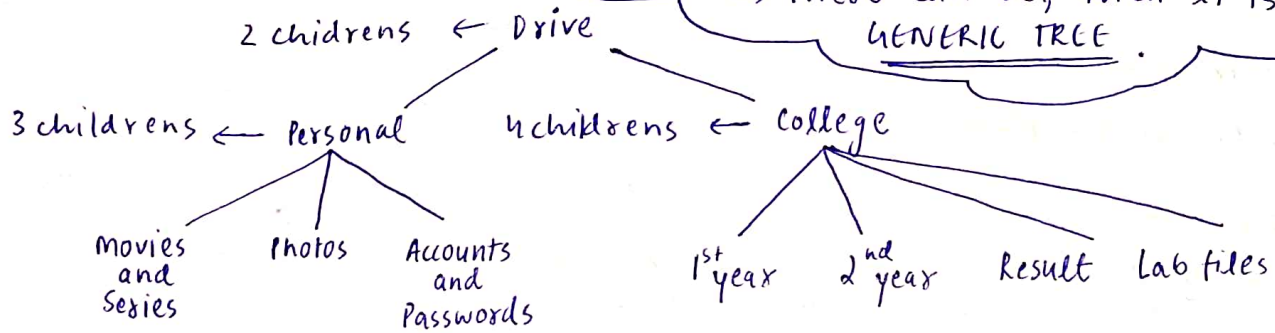 GENERIC TREE.
2 chidrens ← Drive
3 childrens ← Personal
4 childrens ← College
Movies and Series
Photos
Accounts and Passwords
1st year
2nd year
Result
Lab files